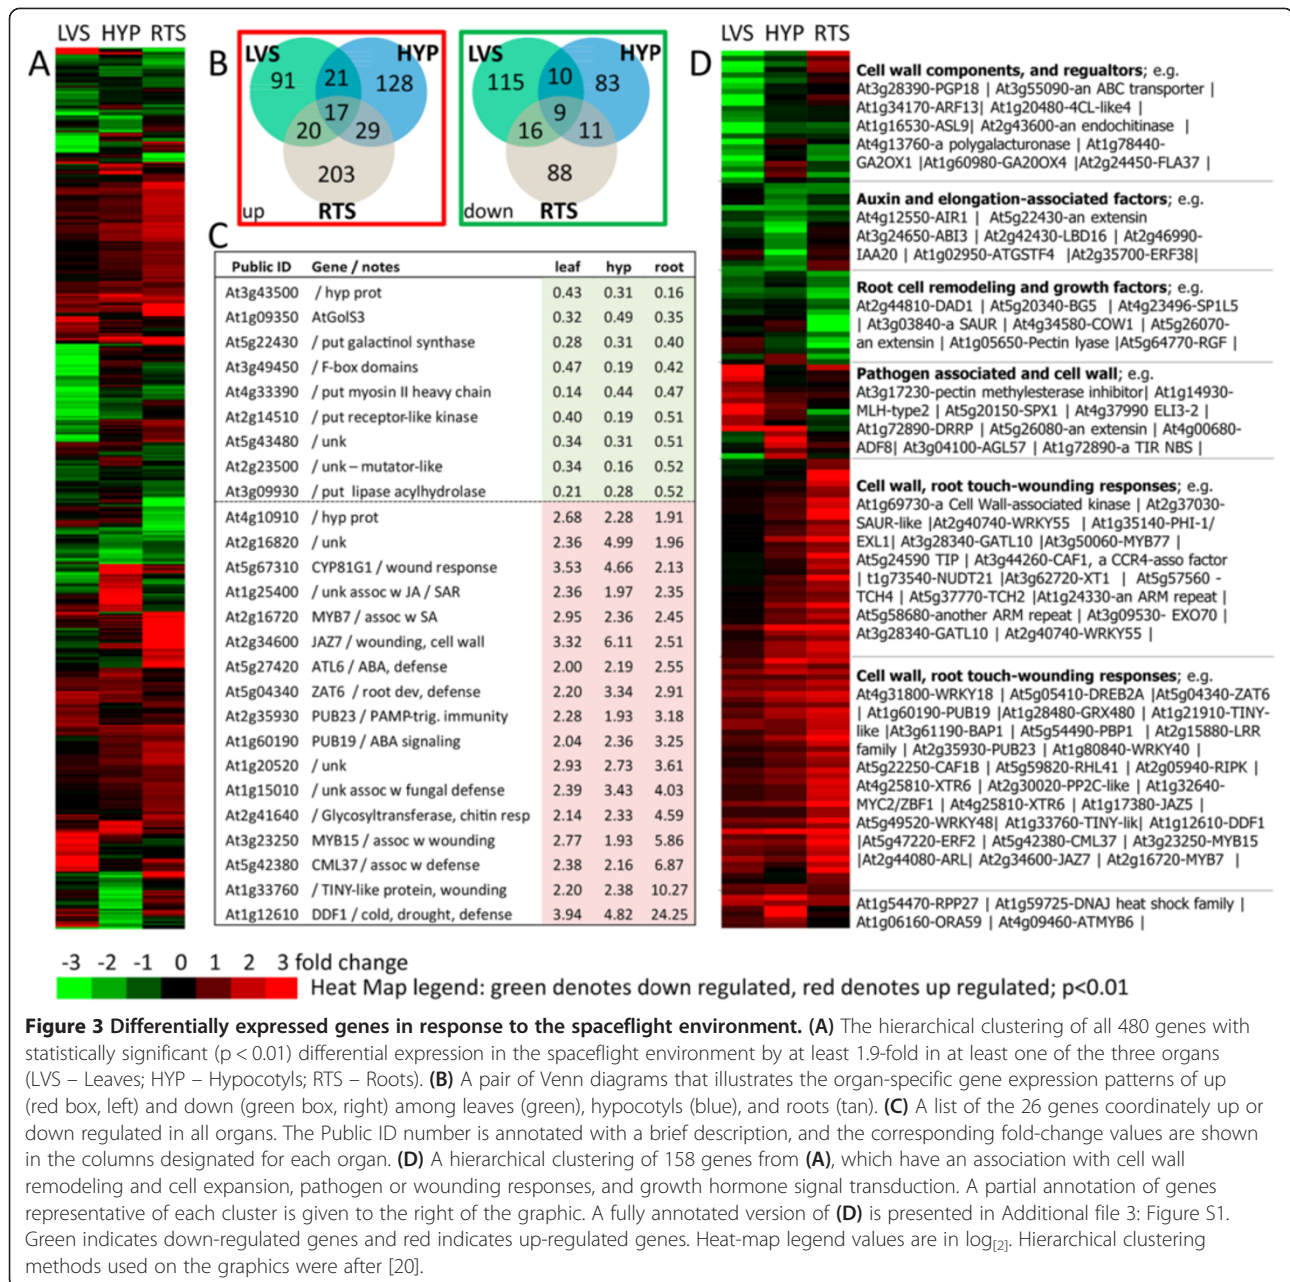 A
LVS HYP RTS
B
LVS
HYP
91
21
128
17
20
29
203
up
RTS
LVS
HYP
115
10
83
9
16
11
88
down
RTS
C
Public ID Gene / notes leaf hyp root
At3g43500 / hyp prot 0.43 0.31 0.16
At1g09350 AtGolS3 0.32 0.49 0.35
At5g22430 / put galactinol synthase 0.28 0.31 0.40
At3g49450 / F-box domains 0.47 0.19 0.42
At4g33390 / put myosin II heavy chain 0.14 0.44 0.47
At2g14510 / put receptor-like kinase 0.40 0.19 0.51
At5g43480 / unk 0.34 0.31 0.51
At2g23500 / unk – mutator-like 0.34 0.16 0.52
At3g09930 / put lipase acylhydrolase 0.21 0.28 0.52
At4g10910 / hyp prot 2.68 2.28 1.91
At2g16820 / unk 2.36 4.99 1.96
At5g67310 CYP81G1 / wound response 3.53 4.66 2.13
At1g25400 / unk assoc w JA / SAR 2.36 1.97 2.35
At2g16720 MYB7 / assoc w SA 2.95 2.36 2.45
At2g34600 JAZ7 / wounding, cell wall 3.32 6.11 2.51
At5g27420 ATL6 / ABA, defense 2.00 2.19 2.55
At5g04340 ZAT6 / root dev, defense 2.20 3.34 2.91
At2g35930 PUB23 / PAMP-trig. immunity 2.28 1.93 3.18
At1g60190 PUB19 / ABA signaling 2.04 2.36 3.25
At1g20520 / unk 2.93 2.73 3.61
At1g15010 / unk assoc w fungal defense 2.39 3.43 4.03
At2g41640 / Glycosyltransferase, chitin resp 2.14 2.33 4.59
At3g23250 MYB15 / assoc w wounding 2.77 1.93 5.86
At5g42380 CML37 / assoc w defense 2.38 2.16 6.87
At1g33760 / TINY-like protein, wounding 2.20 2.38 10.27
At1g12610 DDF1 / cold, drought, defense 3.94 4.82 24.25
D
LVS HYP RTS
Cell wall components, and regualtors; e.g.
At3g28390-PGP18 | At3g55090-an ABC transporter |
At1g34170-ARF13| At1g20480-4CL-like4 |
At1g16530-ASL9| At2g43600-an endochitinase |
At4g13760-a polygalacturonase | At1g78440-
GA2OX1 |At1g60980-GA20OX4 |At2g24450-FLA37 |
Auxin and elongation-associated factors; e.g.
At4g12550-AIR1 | At5g22430-an extensin
At3g24650-ABI3 | At2g42430-LBD16 | At2g46990-
IAA20 | At1g02950-ATGSTF4 |At2g35700-ERF38|
Root cell remodeling and growth factors; e.g.
At2g44810-DAD1 | At5g20340-BG5 | At4g23496-SP1L5
| At3g03840-a SAUR | At4g34580-COW1 | At5g26070-
an extensin | At1g05650-Pectin lyase |At5g64770-RGF |
Pathogen associated and cell wall; e.g.
At3g17230-pectin methylesterase inhibitor| At1g14930-
MLH-type2 | At5g20150-SPX1 | At4g37990 ELI3-2 |
At1g72890-DRRP | At5g26080-an extensin | At4g00680-
ADF8| At3g04100-AGL57 | At1g72890-a TIR NBS |
Cell wall, root touch-wounding responses; e.g.
At1g69730-a Cell Wall-associated kinase | At2g37030-
SAUR-like |At2g40740-WRKY55 | At1g35140-PHI-1/
EXL1| At3g28340-GATL10 |At3g50060-MYB77 |
At5g24590 TIP | At3g44260-CAF1, a CCR4-asso factor
| t1g73540-NUDT21 |At3g62720-XT1 | At5g57560 -
TCH4 | At5g37770-TCH2 |At1g24330-an ARM repeat |
At5g58680-another ARM repeat | At3g09530- EXO70 |
At3g28340-GATL10 | At2g40740-WRKY55 |
Cell wall, root touch-wounding responses; e.g.
At4g31800-WRKY18 | At5g05410-DREB2A |At5g04340-ZAT6
| At1g60190-PUB19 |At1g28480-GRX480 | At1g21910-TINY-
like |At3g61190-BAP1 | At5g54490-PBP1 | At2g15880-LRR
family | At2g35930-PUB23 | At1g80840-WRKY40 |
At5g22250-CAF1B | At5g59820-RHL41 | At2g05940-RIPK |
At4g25810-XTR6 | At2g30020-PP2C-like | At1g32640-
MYC2/ZBF1 | At4g25810-XTR6 | At1g17380-JAZ5 |
At5g49520-WRKY48| At1g33760-TINY-lik| At1g12610-DDF1
|At5g47220-ERF2 | At5g42380-CML37 | At3g23250-MYB15
|At2g44080-ARL| At2g34600-JAZ7 | At2g16720-MYB7 |
At1g54470-RPP27 | At1g59725-DNAJ heat shock family |
At1g06160-ORA59 | At4g09460-ATMYB6 |
-3 -2 -1 0 1 2 3 fold change
Heat Map legend: green denotes down regulated, red denotes up regulated; p<0.01
Figure 3 Differentially expressed genes in response to the spaceflight environment. (A) The hierarchical clustering of all 480 genes with
statistically significant (p < 0.01) differential expression in the spaceflight environment by at least 1.9-fold in at least one of the three organs
(LVS – Leaves; HYP – Hypocotyls; RTS – Roots). (B) A pair of Venn diagrams that illustrates the organ-specific gene expression patterns of up
(red box, left) and down (green box, right) among leaves (green), hypocotyls (blue), and roots (tan). (C) A list of the 26 genes coordinately up or
down regulated in all organs. The Public ID number is annotated with a brief description, and the corresponding fold-change values are shown
in the columns designated for each organ. (D) A hierarchical clustering of 158 genes from (A), which have an association with cell wall
remodeling and cell expansion, pathogen or wounding responses, and growth hormone signal transduction. A partial annotation of genes
representative of each cluster is given to the right of the graphic. A fully annotated version of (D) is presented in Additional file 3: Figure S1.
Green indicates down-regulated genes and red indicates up-regulated genes. Heat-map legend values are in log[2]. Hierarchical clustering
methods used on the graphics were after [20].